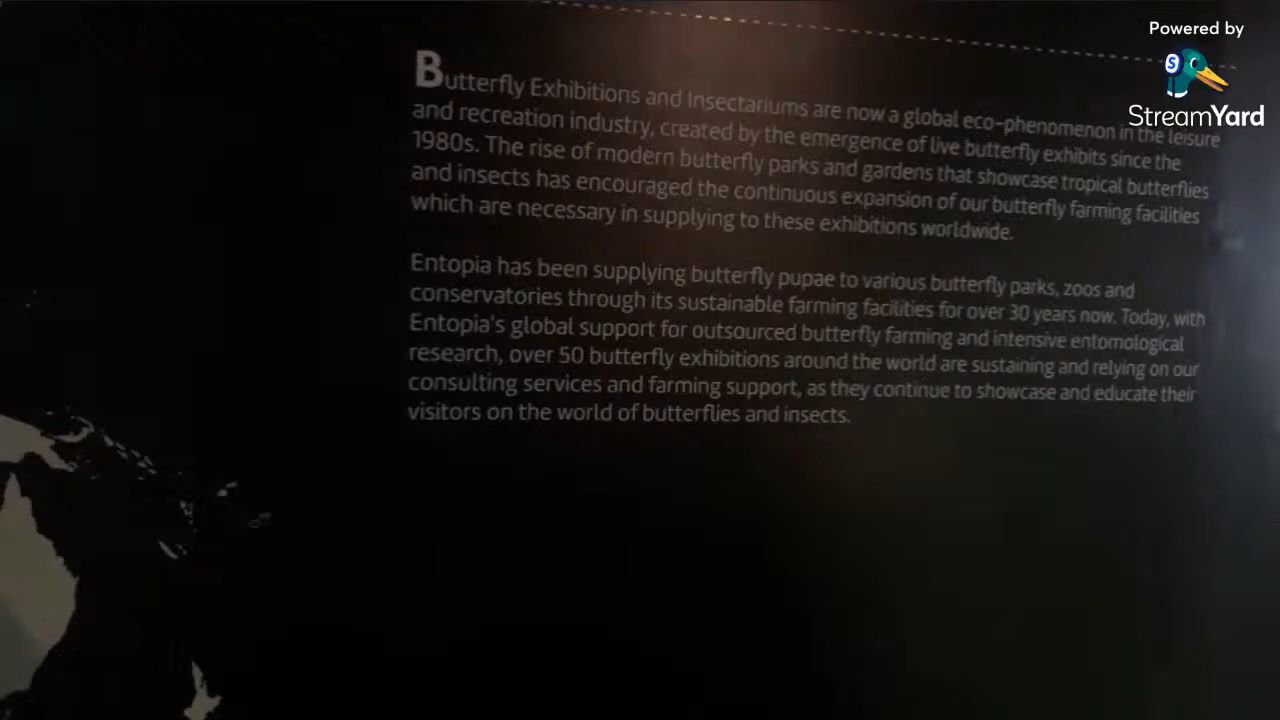 Powered by
StreamYard
Butterfly Exhibitions and Insectariums are now a global eco-phenomenon in the leisure
and recreation industry, created by the emergence of live butterfly exhibits since the
1980s. The rise of modern butterfly parks and gardens that showcase tropical butterflies
and insects has encouraged the continuous expansion of our butterfly farming facilities
which are necessary in supplying to these exhibitions worldwide.
Entopia has been supplying butterfly pupae to various butterfly parks, zoos and
conservatories through its sustainable farming facilities for over 30 years now. Today, with
Entopia's global support for outsourced butterfly farming and intensive entomological
research, over 50 butterfly exhibitions around the world are sustaining and relying on our
consulting services and farming support, as they continue to showcase and educate their
visitors on the world of butterflies and insects.